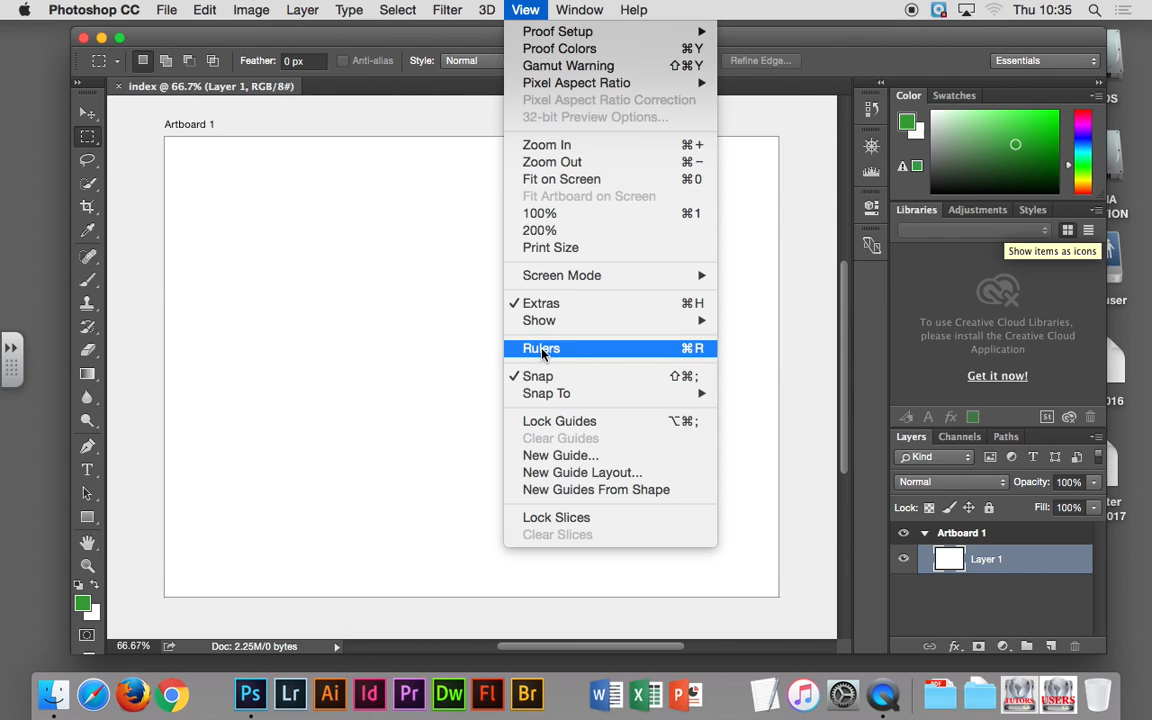 Photoshop CC File Edit Image Layer Type Select Filter 3D View Window Help Thu 10:35
Feather: 0 px Anti-alias Style: Normal Refine Edge... Essentials
× index @ 66.7% (Layer 1, RGB/8#)
Artboard 1
Proof Setup
Proof Colors ⌘Y
Gamut Warning ⇧⌘Y
Pixel Aspect Ratio
Pixel Aspect Ratio Correction
32-bit Preview Options...
Zoom In ⌘+
Zoom Out ⌘−
Fit on Screen ⌘0
Fit Artboard on Screen
100% ⌘1
200%
Print Size
Screen Mode
✓ Extras ⌘H
Show
Rulers ⌘R
✓ Snap ⇧⌘;
Snap To
Lock Guides ⌥⌘;
Clear Guides
New Guide...
New Guide Layout...
New Guides From Shape
Lock Slices
Clear Slices
Color Swatches
Libraries Adjustments Styles
Show items as icons
To use Creative Cloud Libraries,
please install the Creative Cloud
Application
Get it now!
St
Layers Channels Paths
Kind
Normal Opacity: 100%
Lock: Fill: 100%
Artboard 1
Layer 1
66.67% Doc: 2.25M/0 bytes
Ps Lr Ai Id Pr Dw Fl Br W X P
TUTORS USERS
2016
2017